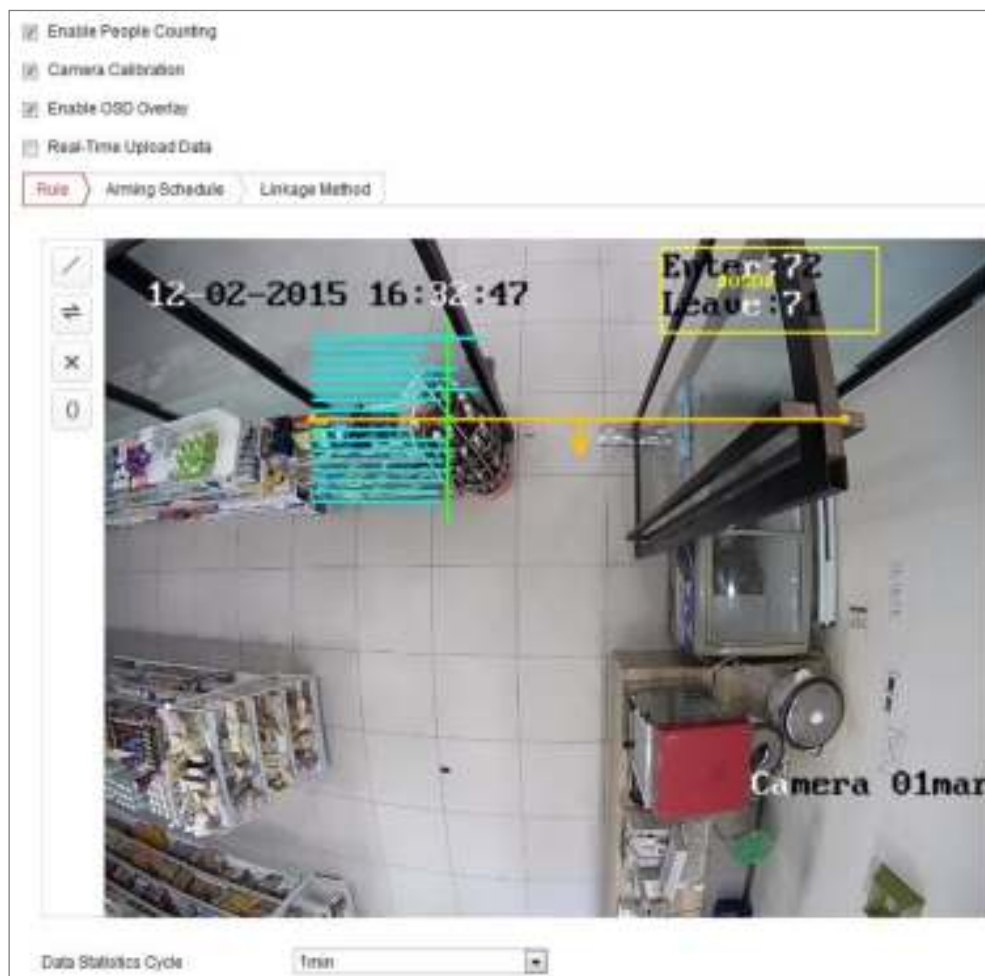 Enable People Counting
Camera Calibration
Enable OSD Overlay
Real-Time Upload Data
Rule
Arming Schedule
Linkage Method
12-02-2015 16:32:47
Enter:72
Leave:71
Camera 01mar
Data Statistics Cycle
1min